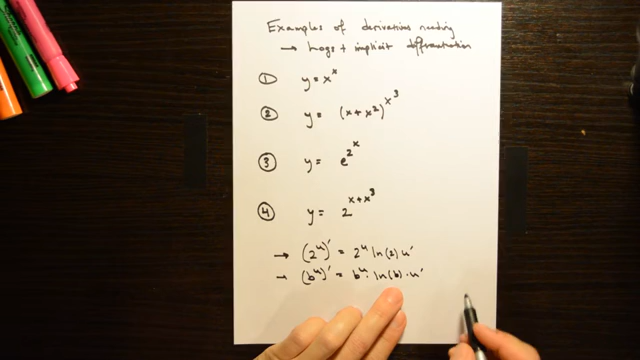 Examples of derivatives needing
→ Logs + implicit differentiation
① y = x^x
② y = (x+x²)^x³
③ y = e^2^x
④ y = 2^x+x³
→ (2^u)' = 2^u ln(2) u'
→ (b^u)' = b^u · ln(b) · u'